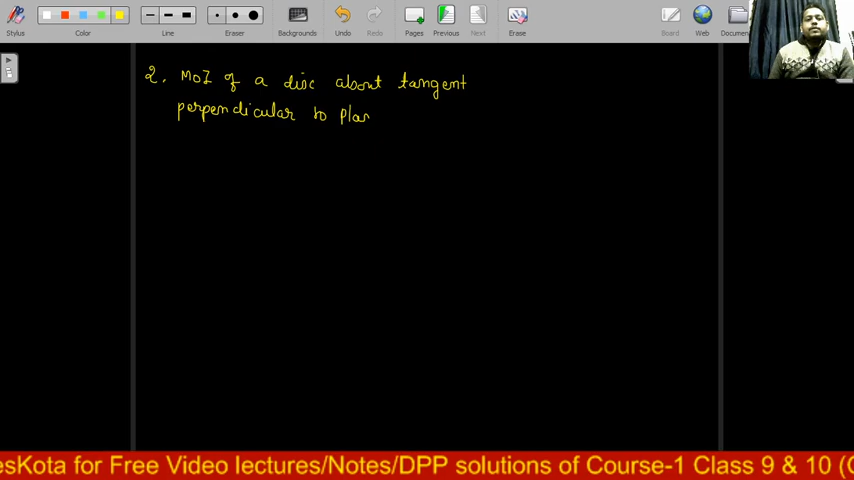 Stylus
Color
Line
Eraser
Backgrounds
Undo
Redo
Pages
Previous
Next
Erase
Board
Web
Documen
2. MOI of a disc about tangent
perpendicular to plan
esKota for Free Video lectures/Notes/DPP solutions of Course-1 Class 9 & 10 (C